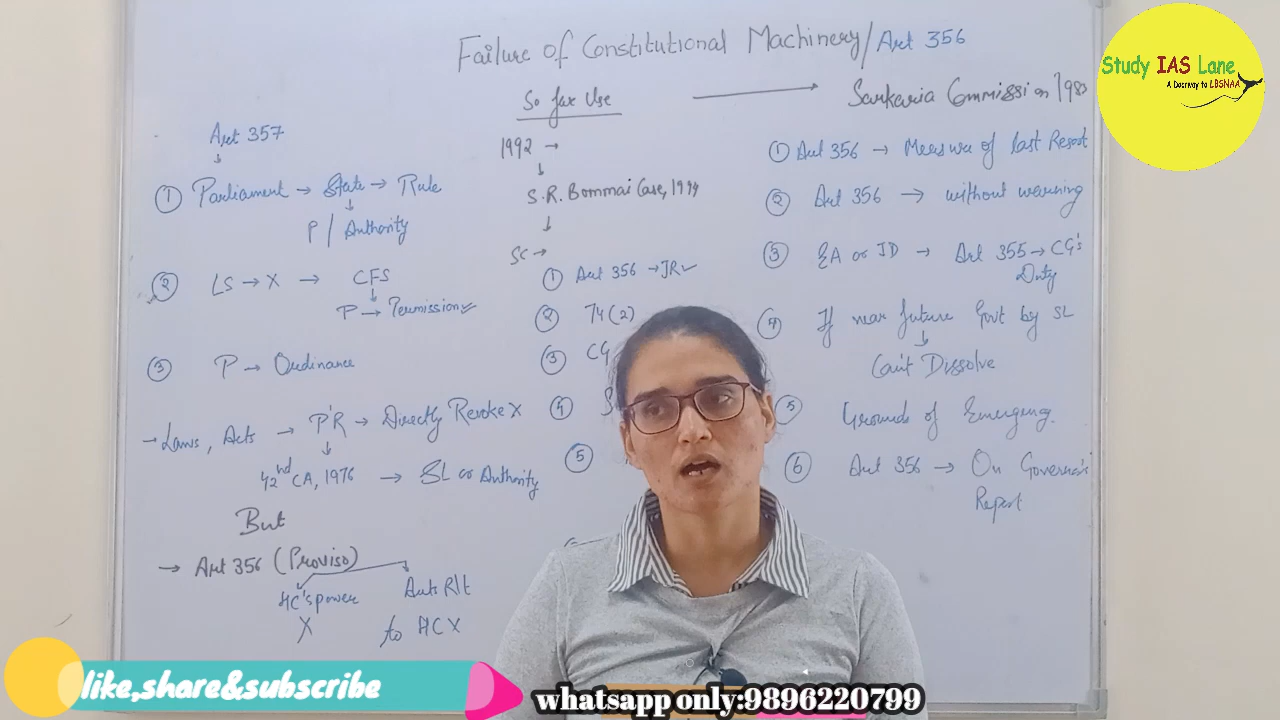 Failure of Constitutional Machinery/Art 356
Study IAS Lane
A Doorway to LBSNAA
Art 357
↓
① Parliament → State → Rule
↓
P / Authority
② LS → X → CFS
↓
P → Permission ✓
③ P → Ordinance
→ Laws, Acts → P'R → Directly Revoke X
↓
42nd CA, 1976 → SL or Authority
But
→ Art 356 (Proviso)
HC's power
X
Arts R/t
to HC X
So far Use
1992 →
↓
S.R. Bommai Case, 1994
↓
SC →
① Art 356 → JR ✓
② 74(2)
③ CG
④ S
⑤
→ Sarkaria Commission 1983
① Art 356 → Measure of last Resort
② Art 356 → without warning
③ EA or ID → Art 355 → CG's
Duty
④ If near future Govt by SL
↓
Can't Dissolve
⑤ Grounds of Emergency.
⑥ Art 356 → On Governor's
Report
like,share&subscribe
whatsapp only:9896220799